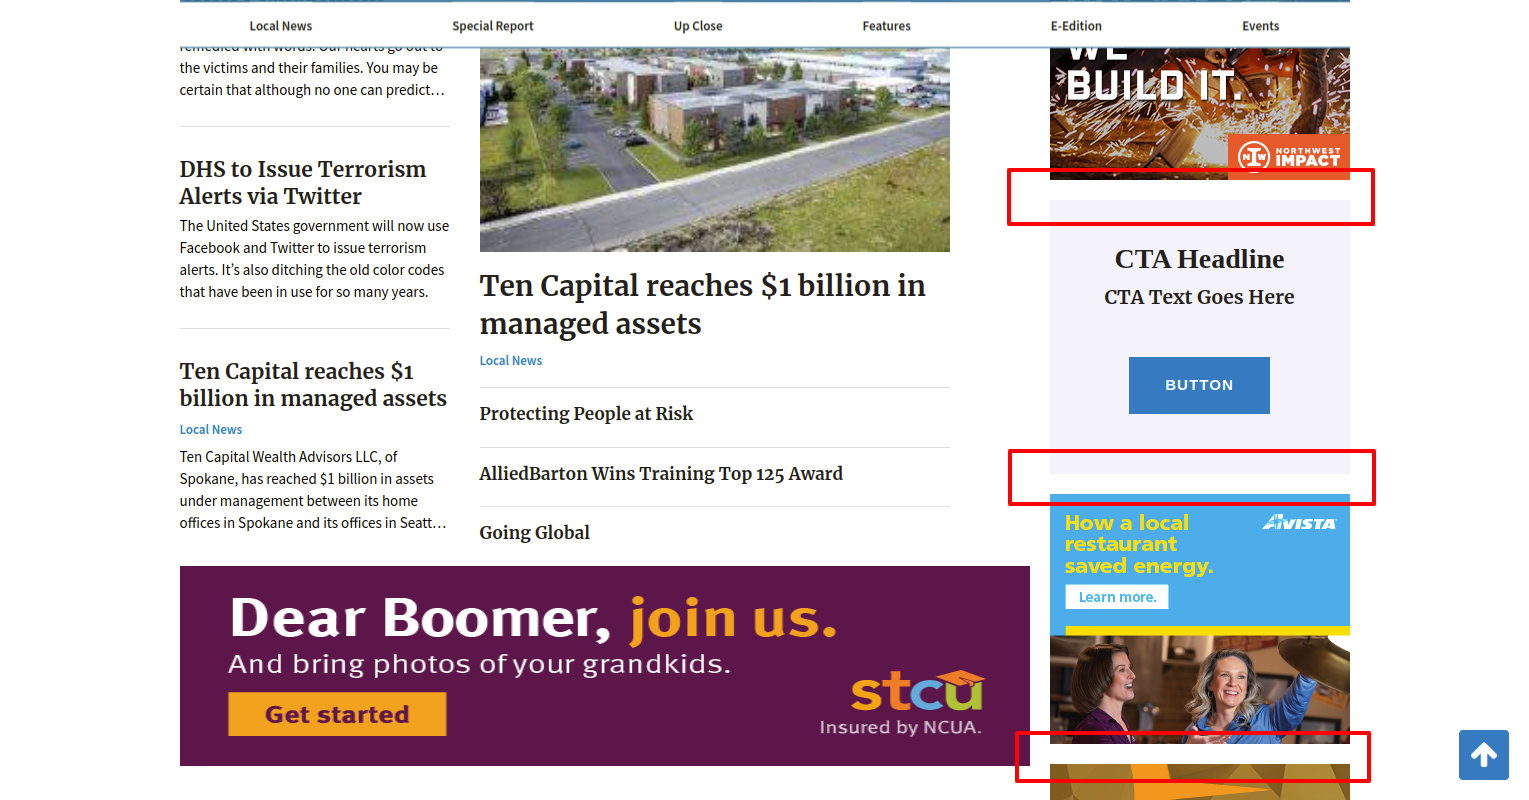 Local News
Special Report
Up Close
Features
E-Edition
Events
the victims and their families. You may be
certain that although no one can predict…
DHS to Issue Terrorism
Alerts via Twitter
The United States government will now use
Facebook and Twitter to issue terrorism
alerts. It’s also ditching the old color codes
that have been in use for so many years.
Ten Capital reaches $1
billion in managed assets
Local News
Ten Capital Wealth Advisors LLC, of
Spokane, has reached $1 billion in assets
under management between its home
offices in Spokane and its offices in Seatt…
Ten Capital reaches $1 billion in
managed assets
Local News
Protecting People at Risk
AlliedBarton Wins Training Top 125 Award
Going Global
Dear Boomer, join us.
And bring photos of your grandkids.
Get started
stcu
Insured by NCUA.
WE
BUILD IT.
NIW
NORTHWEST
IMPACT
CTA Headline
CTA Text Goes Here
BUTTON
How a local
restaurant
saved energy.
Learn more.
AVISTA